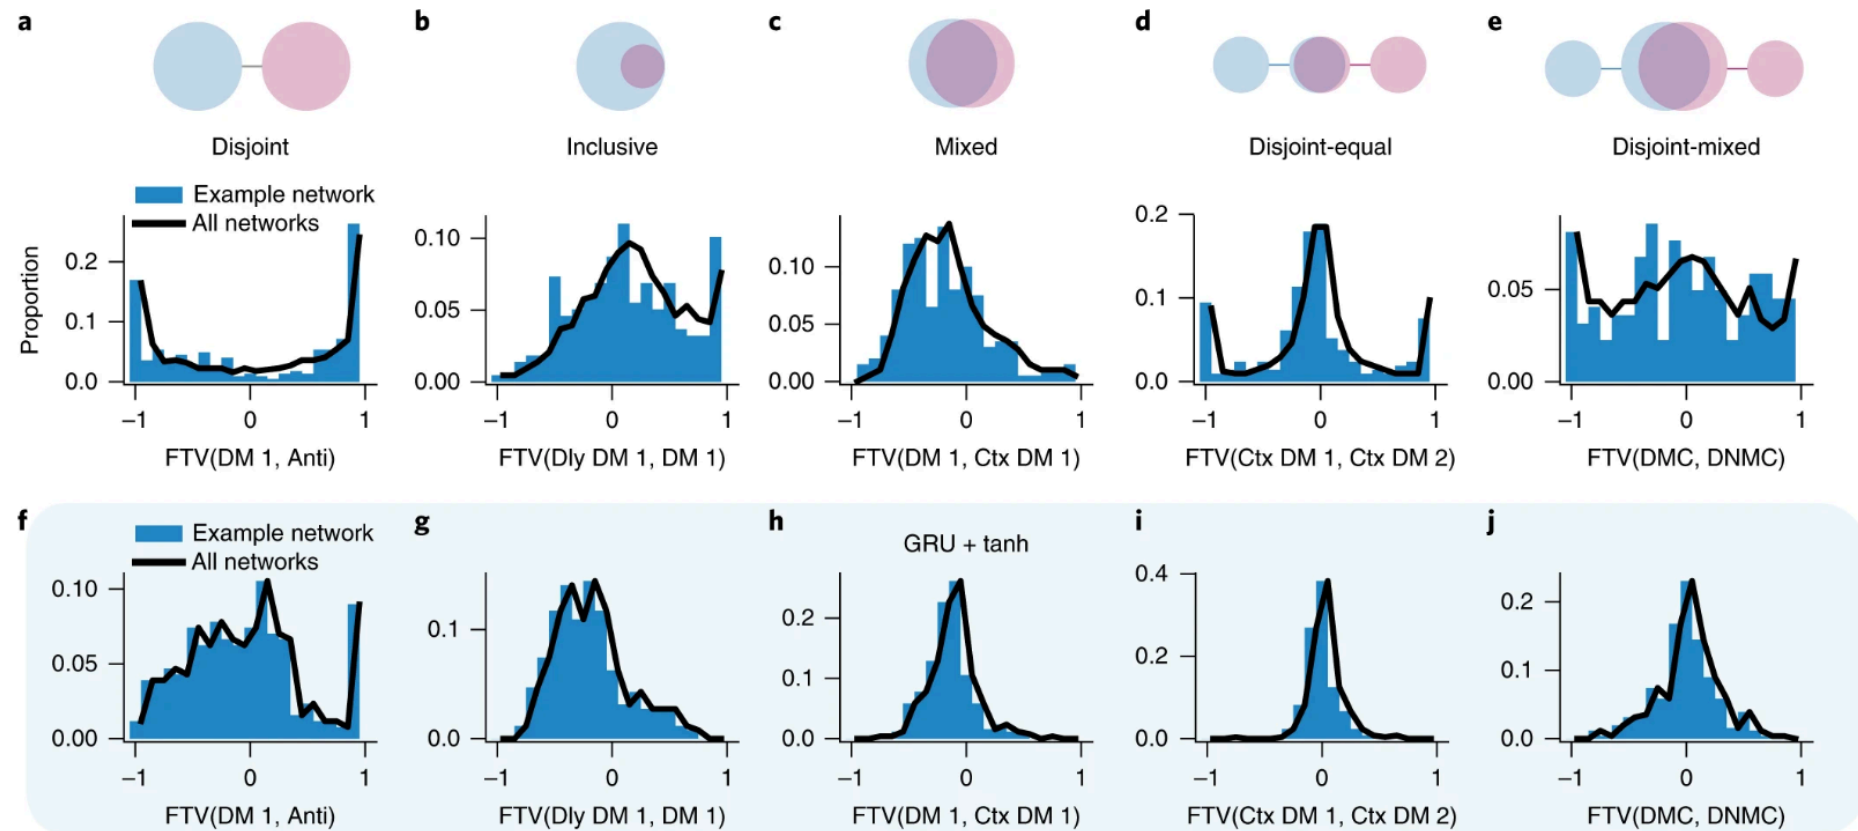 a b c d e
Disjoint Inclusive Mixed Disjoint-equal Disjoint-mixed
Example network
All networks
Proportion
0.2
0.1
0.0
−1 0 1
FTV(DM 1, Anti)
0.10
0.05
0.00
−1 0 1
FTV(Dly DM 1, DM 1)
0.10
0.05
0.00
−1 0 1
FTV(DM 1, Ctx DM 1)
0.2
0.1
0.0
−1 0 1
FTV(Ctx DM 1, Ctx DM 2)
0.05
0.00
−1 0 1
FTV(DMC, DNMC)
f g h i j
Example network
All networks
GRU + tanh
0.10
0.05
0.00
−1 0 1
FTV(DM 1, Anti)
0.1
0.0
−1 0 1
FTV(Dly DM 1, DM 1)
0.2
0.1
0.0
−1 0 1
FTV(DM 1, Ctx DM 1)
0.4
0.2
0.0
−1 0 1
FTV(Ctx DM 1, Ctx DM 2)
0.2
0.1
0.0
−1 0 1
FTV(DMC, DNMC)